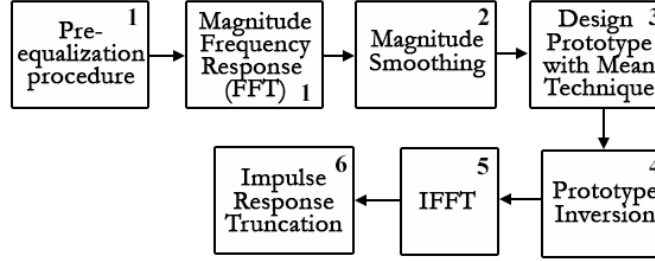 1
Pre-
equalization
procedure
Magnitude
Frequency
Response
(FFT) 1
2
Magnitude
Smoothing
3
Design
Prototype
with Mean
Technique
4
Prototype
Inversion
5
IFFT
6
Impulse
Response
Truncation